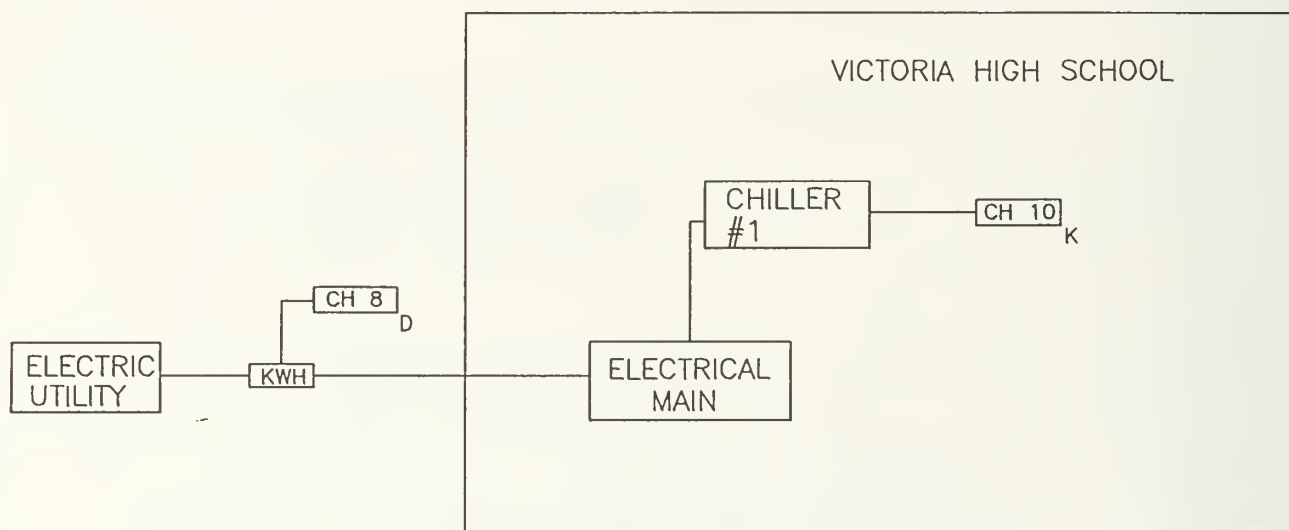 VICTORIA HIGH SCHOOL
CHILLER
#1
CH 10
K
CH 8
D
ELECTRIC
UTILITY
KWH
ELECTRICAL
MAIN